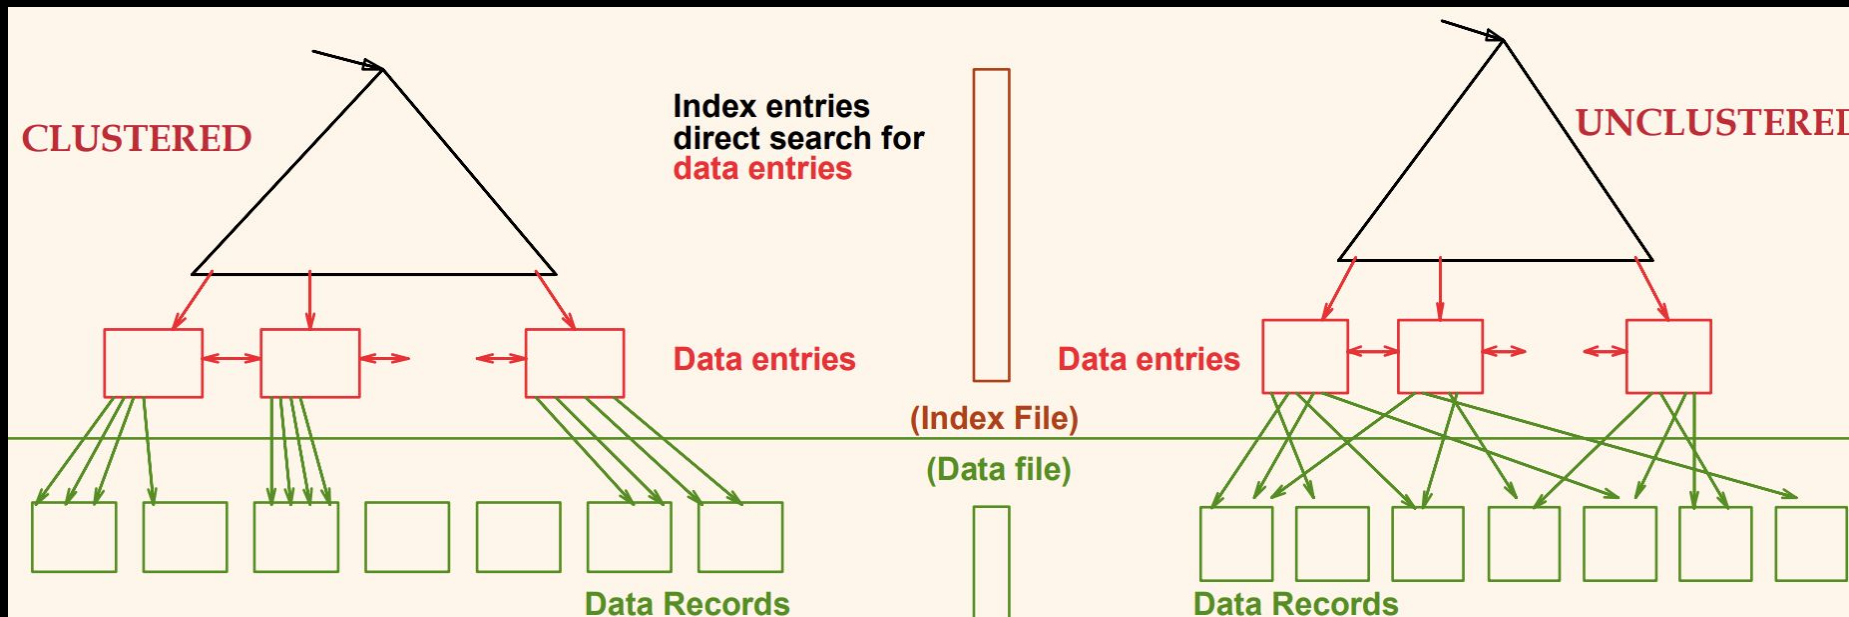 CLUSTERED
Index entries
direct search for
data entries
UNCLUSTERED
Data entries
Data entries
(Index File)
(Data file)
Data Records
Data Records